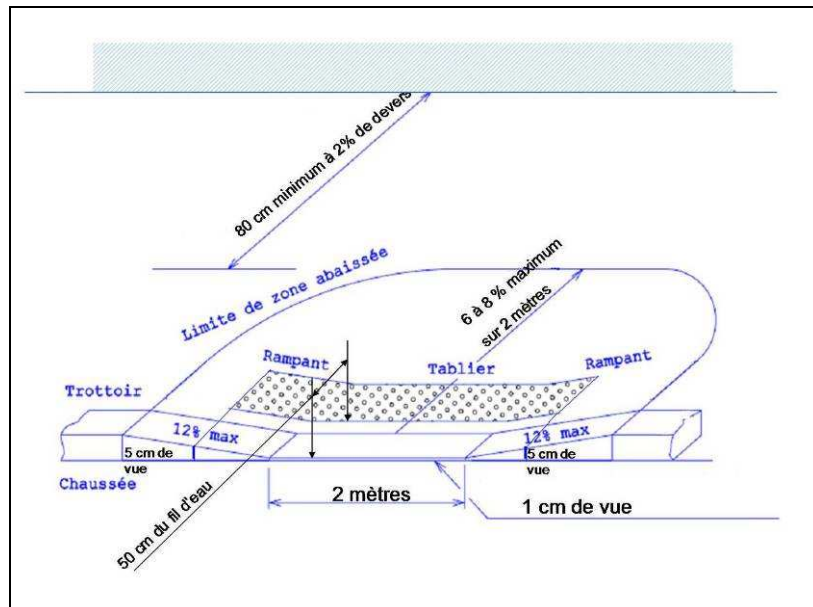 80 cm minimum à 2% de devers
Limite de zone abaissée
6 à 8 % maximum
sur 2 mètres
Rampant
Tablier
Rampant
Trottoir
12% max
12% max
5 cm de
vue
5 cm de
vue
Chaussée
2 mètres
1 cm de vue
50 cm du fil d'eau